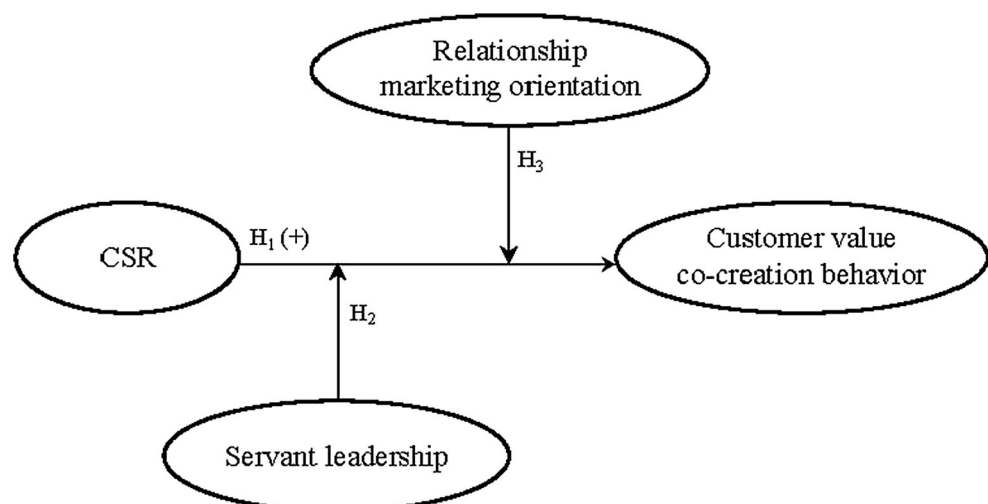 Relationship
marketing orientation
H₃
H₁ (+)
CSR
Customer value
co-creation behavior
H₂
Servant leadership